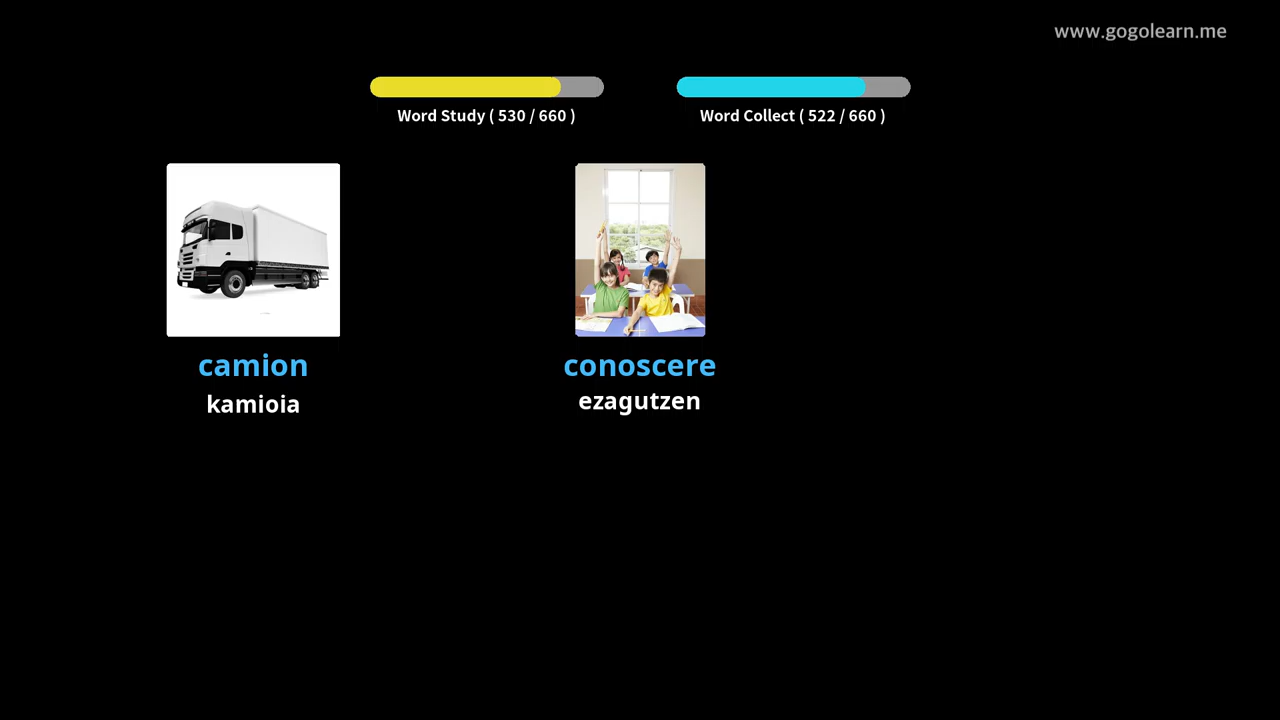 www.gogolearn.me
Word Study ( 530 / 660 )
Word Collect ( 522 / 660 )
camion
kamioia
conoscere
ezagutzen